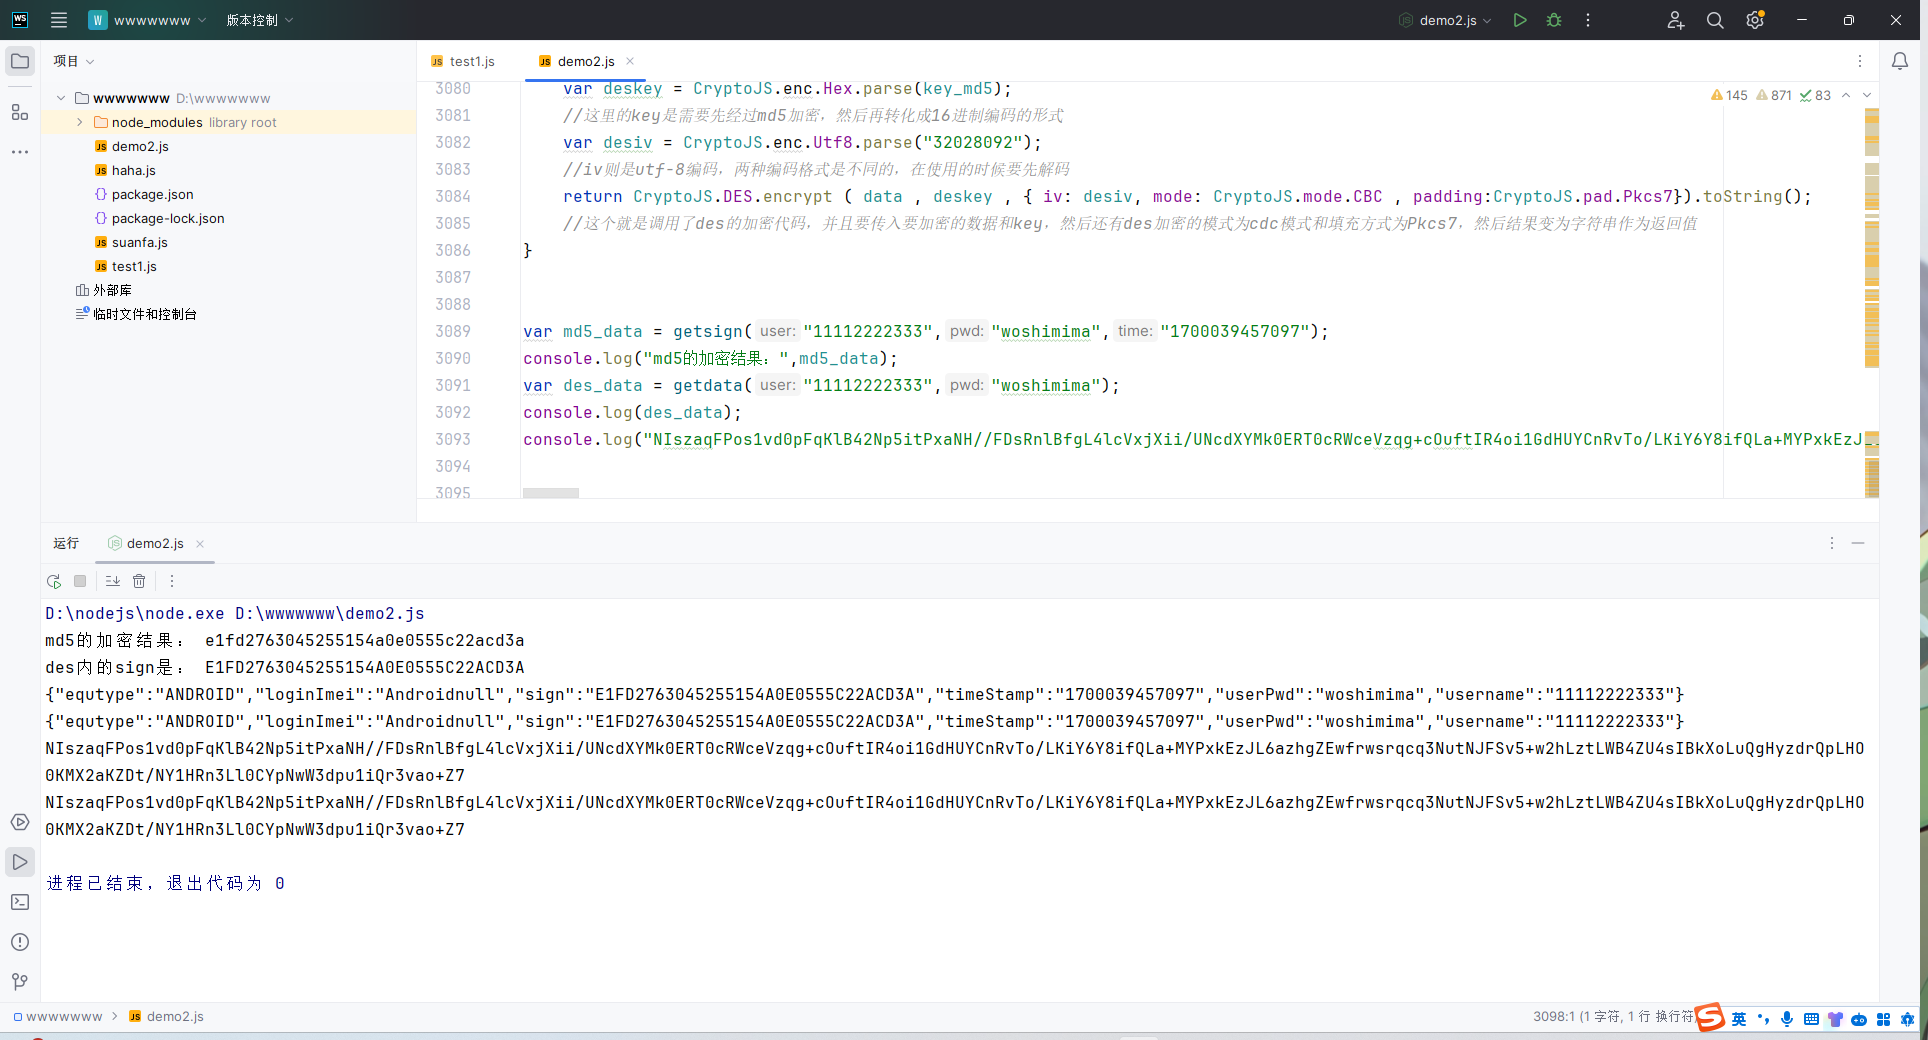 WS
W wwwwwww 版本控制
demo2.js
项目
wwwwwww D:\wwwwwww
node_modules library root
demo2.js
haha.js
package.json
package-lock.json
suanfa.js
test1.js
外部库
临时文件和控制台
test1.js
demo2.js
145 871 83
3080 var deskey = CryptoJS.enc.Hex.parse(key_md5);
3081 //这里的key是需要先经过md5加密，然后再转化成16进制编码的形式
3082 var desiv = CryptoJS.enc.Utf8.parse("32028092");
3083 //iv则是utf-8编码，两种编码格式是不同的，在使用的时候要先解码
3084 return CryptoJS.DES.encrypt ( data , deskey , { iv: desiv, mode: CryptoJS.mode.CBC , padding:CryptoJS.pad.Pkcs7}).toString();
3085 //这个就是调用了des的加密代码，并且要传入要加密的数据和key，然后还有des加密的模式为cdc模式和填充方式为Pkcs7，然后结果变为字符串作为返回值
3086 }
3087
3088
3089 var md5_data = getsign( user: "11112222333", pwd: "woshimima", time: "1700039457097");
3090 console.log("md5的加密结果：",md5_data);
3091 var des_data = getdata( user: "11112222333", pwd: "woshimima");
3092 console.log(des_data);
3093 console.log("NIszaqFPos1vd0pFqKlB42Np5itPxaNH//FDsRnlBfgL4lcVxjXii/UNcdXYMk0ERT0cRWceVzqg+cOuftIR4oi1GdHUYCnRvTo/LKiY6Y8ifQLa+MYPxkEzJ
3094
3095
运行 demo2.js
D:\nodejs\node.exe D:\wwwwwww\demo2.js
md5的加密结果： e1fd2763045255154a0e0555c22acd3a
des内的sign是： E1FD2763045255154A0E0555C22ACD3A
{"equtype":"ANDROID","loginImei":"Androidnull","sign":"E1FD2763045255154A0E0555C22ACD3A","timeStamp":"1700039457097","userPwd":"woshimima","username":"11112222333"}
{"equtype":"ANDROID","loginImei":"Androidnull","sign":"E1FD2763045255154A0E0555C22ACD3A","timeStamp":"1700039457097","userPwd":"woshimima","username":"11112222333"}
NIszaqFPos1vd0pFqKlB42Np5itPxaNH//FDsRnlBfgL4lcVxjXii/UNcdXYMk0ERT0cRWceVzqg+cOuftIR4oi1GdHUYCnRvTo/LKiY6Y8ifQLa+MYPxkEzJL6azhgZEwfrwsrqcq3NutNJFSv5+w2hLztLWB4ZU4sIBkXoLuQgHyzdrQpLHO
0KMX2aKZDt/NY1HRn3Ll0CYpNwW3dpu1iQr3vao+Z7
NIszaqFPos1vd0pFqKlB42Np5itPxaNH//FDsRnlBfgL4lcVxjXii/UNcdXYMk0ERT0cRWceVzqg+cOuftIR4oi1GdHUYCnRvTo/LKiY6Y8ifQLa+MYPxkEzJL6azhgZEwfrwsrqcq3NutNJFSv5+w2hLztLWB4ZU4sIBkXoLuQgHyzdrQpLHO
0KMX2aKZDt/NY1HRn3Ll0CYpNwW3dpu1iQr3vao+Z7
进程已结束，退出代码为 0
wwwwwww > demo2.js
3098:1 (1 字符, 1 行 换行符
英